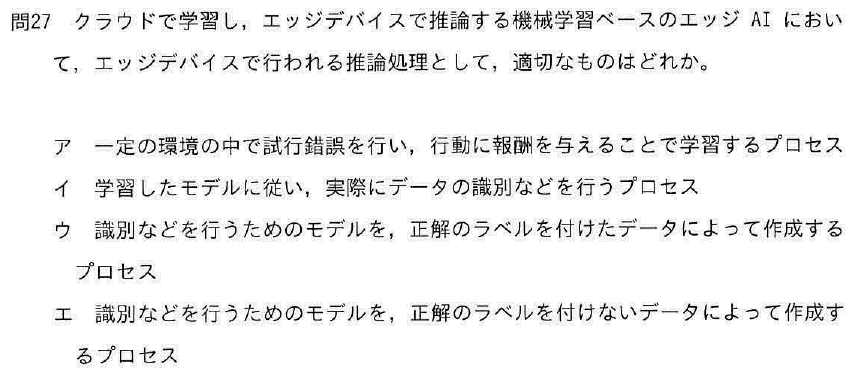 問27 クラウドで学習し，エッジデバイスで推論する機械学習ベースのエッジ AI におい
て，エッジデバイスで行われる推論処理として，適切なものはどれか。
ア 一定の環境の中で試行錯誤を行い，行動に報酬を与えることで学習するプロセス
イ 学習したモデルに従い，実際にデータの識別などを行うプロセス
ウ 識別などを行うためのモデルを，正解のラベルを付けたデータによって作成する
プロセス
エ 識別などを行うためのモデルを，正解のラベルを付けないデータによって作成す
るプロセス